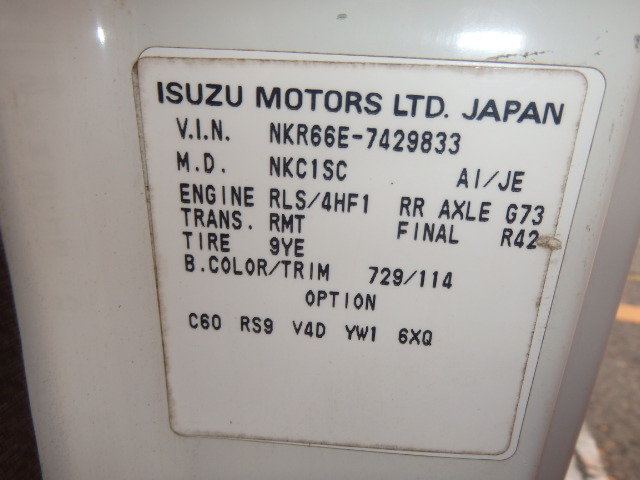 ISUZU MOTORS LTD. JAPAN
V.I.N. NKR66E-7429833
M.D. NKC1SC AI/JE
ENGINE RLS/4HF1 RR AXLE G73
TRANS. RMT FINAL R42
TIRE 9YE
B.COLOR/TRIM 729/114
OPTION
C60 RS9 V4D YW1 6XQ